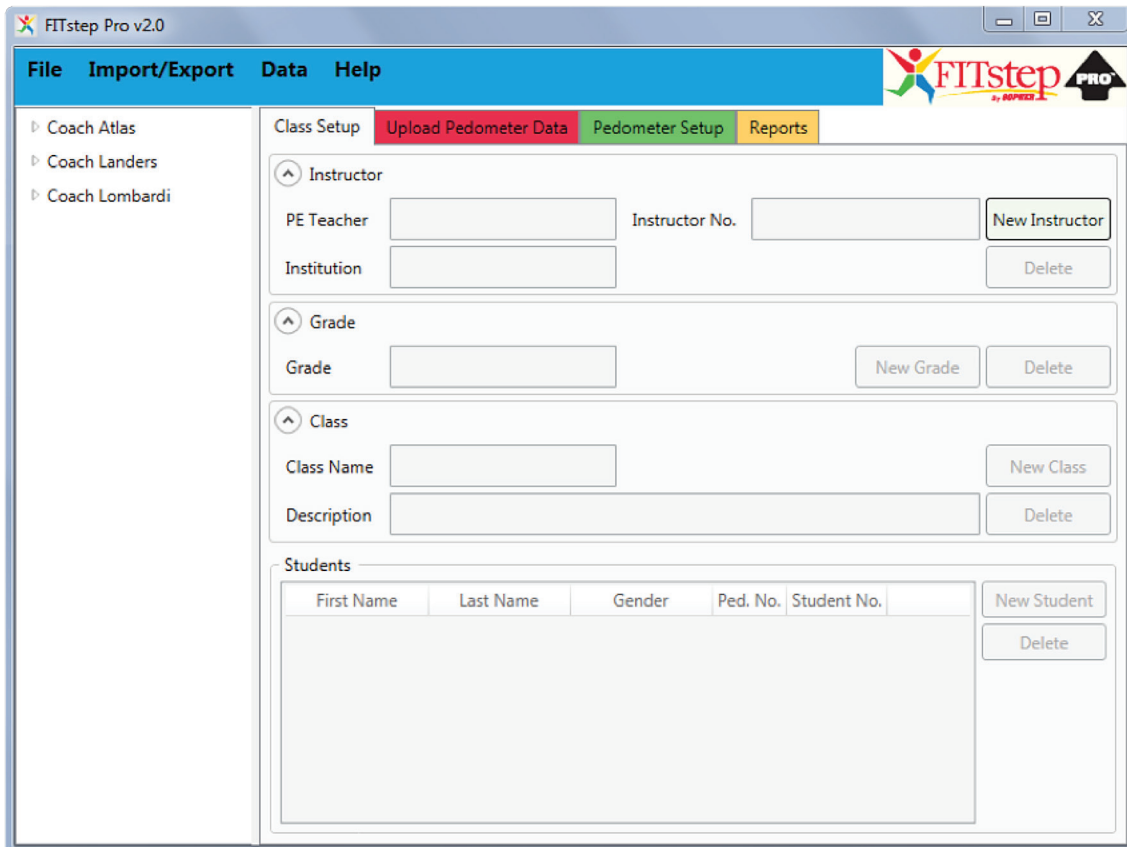 FITstep Pro v2.0
File Import/Export Data Help
FITstep PRO™
By GOPHER
Coach Atlas
Coach Landers
Coach Lombardi
Class Setup Upload Pedometer Data Pedometer Setup Reports
Instructor
PE Teacher Instructor No. New Instructor
Institution Delete
Grade
Grade New Grade Delete
Class
Class Name New Class
Description Delete
Students
First Name Last Name Gender Ped. No. Student No. New Student
Delete